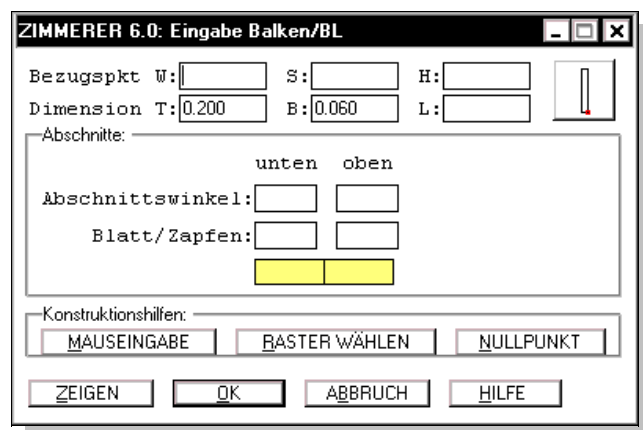 ZIMMERER 6.0: Eingabe Balken/BL
Bezugspkt W: S: H:
Dimension T: 0.200 B: 0.060 L:
Abschnitte:
unten oben
Abschnittswinkel:
Blatt/Zapfen:
Konstruktionshilfen:
MAUSEINGABE RASTER WÄHLEN NULLPUNKT
ZEIGEN OK ABBRUCH HILFE